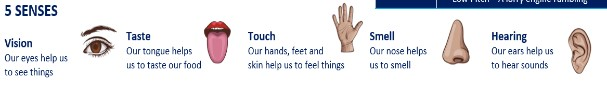 5 SENSES
Vision
Our eyes help us
to see things
Taste
Our tongue helps
us to taste our food
Touch
Our hands, feet and
skin help us to feel things
Smell
Our nose helps
us to smell
Hearing
Our ears help us
to hear sounds